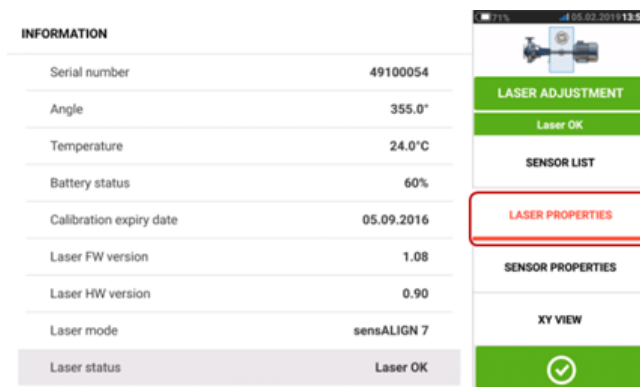 INFORMATION
Serial number 49100054
Angle 355.0°
Temperature 24.0°C
Battery status 60%
Calibration expiry date 05.09.2016
Laser FW version 1.08
Laser HW version 0.90
Laser mode sensALIGN 7
Laser status Laser OK
71% 05.02.2019 13:5
LASER ADJUSTMENT
Laser OK
SENSOR LIST
LASER PROPERTIES
SENSOR PROPERTIES
XY VIEW